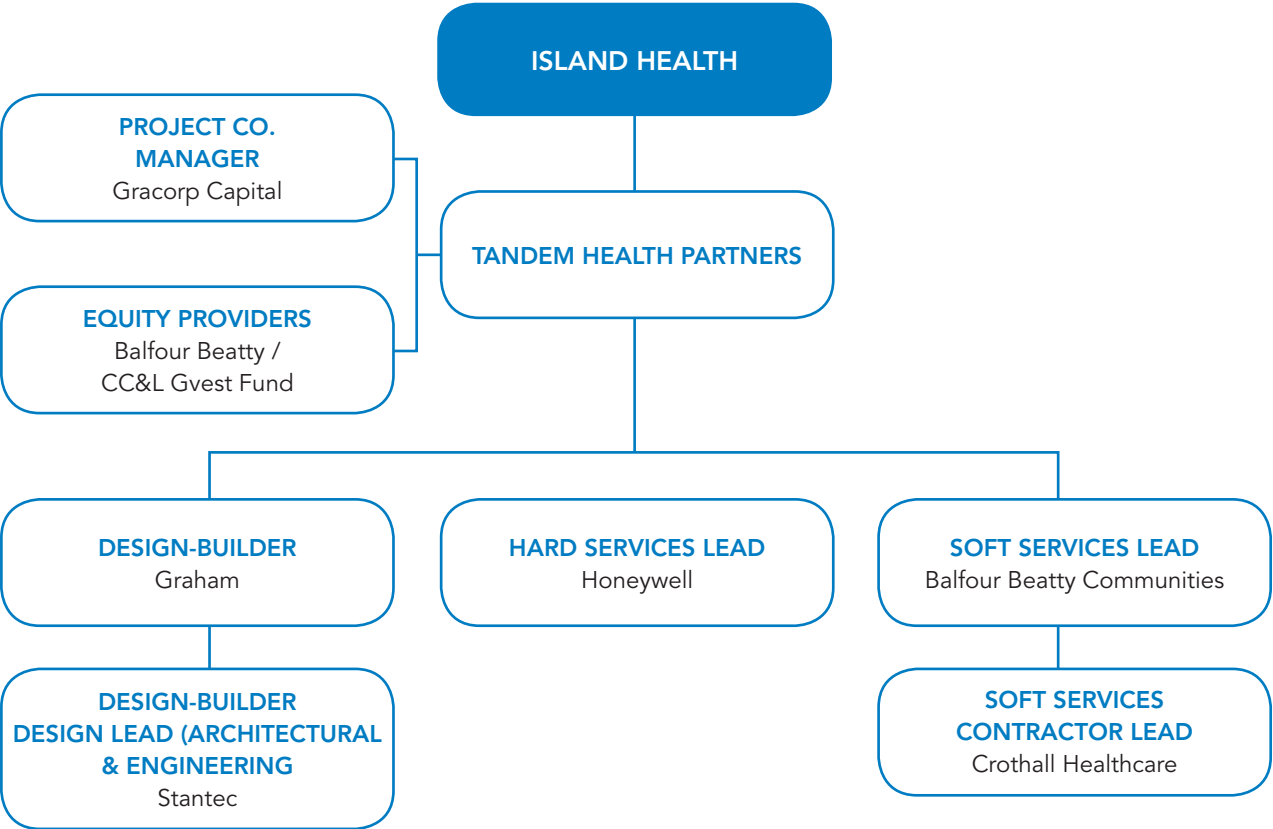 ISLAND HEALTH
PROJECT CO.
MANAGER
Gracorp Capital
TANDEM HEALTH PARTNERS
EQUITY PROVIDERS
Balfour Beatty /
CC&L Gvest Fund
DESIGN-BUILDER
Graham
HARD SERVICES LEAD
Honeywell
SOFT SERVICES LEAD
Balfour Beatty Communities
DESIGN-BUILDER
DESIGN LEAD (ARCHITECTURAL
& ENGINEERING
Stantec
SOFT SERVICES
CONTRACTOR LEAD
Crothall Healthcare